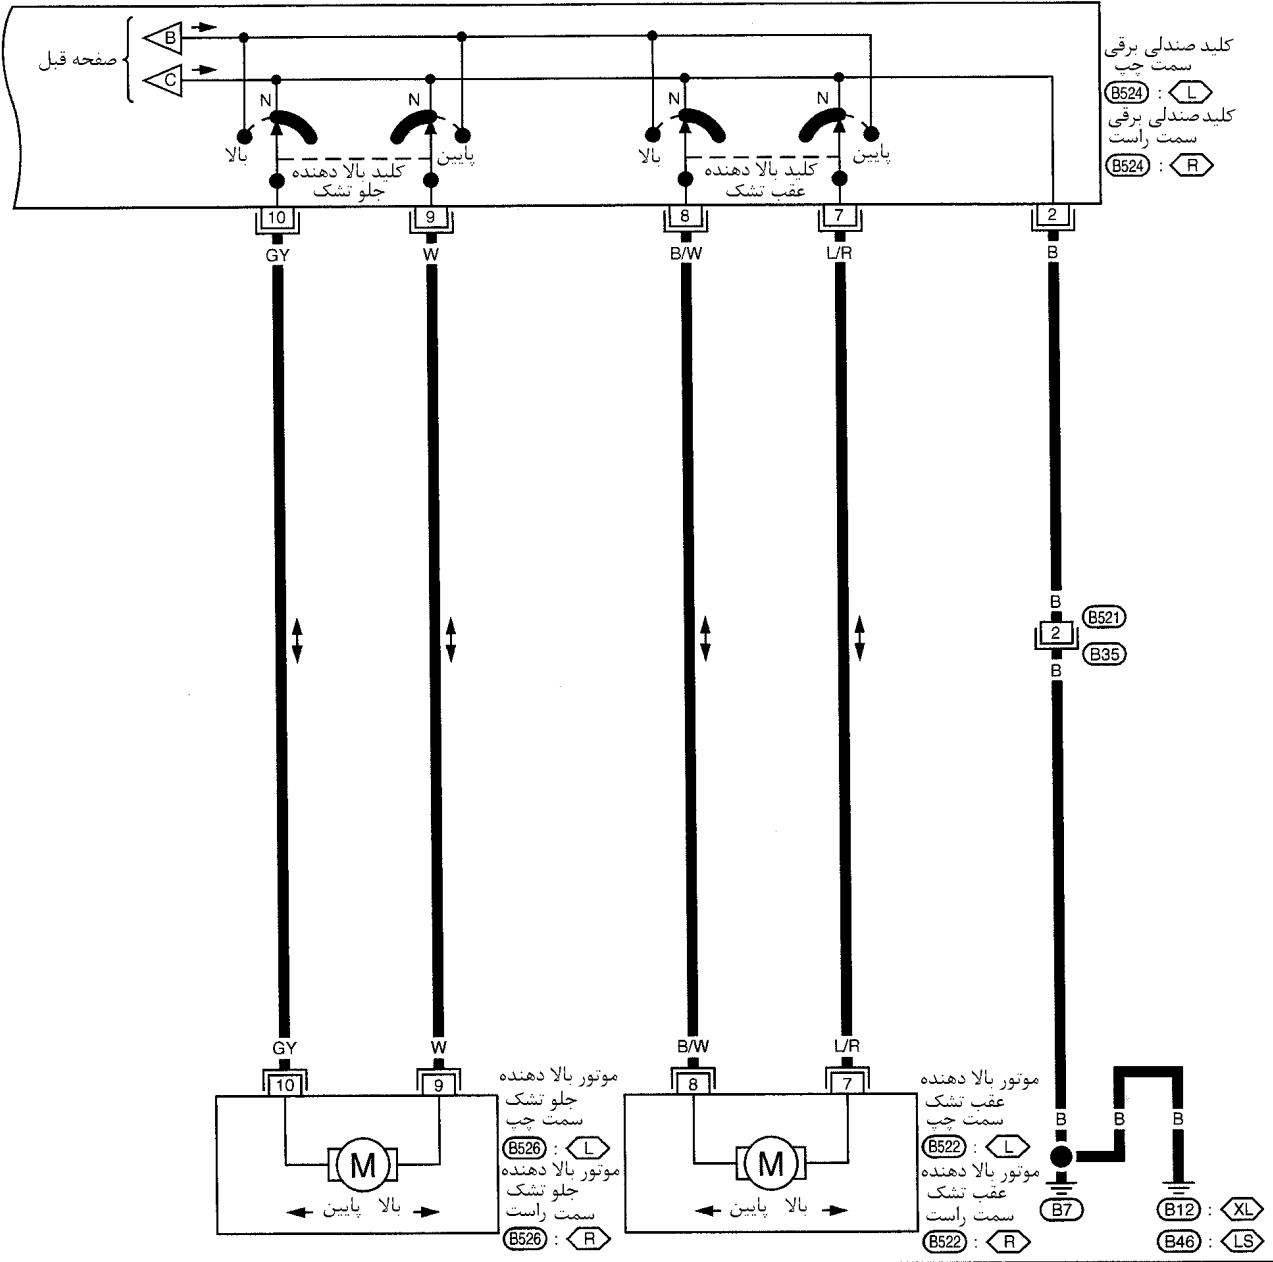 B
C
صفحه قبل
N
N
N
N
بالا
پایین
بالا
پایین
کلید بالا دهنده
جلو تشک
کلید بالا دهنده
عقب تشک
کلید صندلی برقی
سمت چپ
B524 : L
کلید صندلی برقی
سمت راست
B524 : R
10
9
8
7
2
GY
W
B/W
L/R
B
B
2
B521
B35
B
GY
W
B/W
L/R
10
9
8
7
موتور بالا دهنده
جلو تشک
سمت چپ
B526 : L
موتور بالا دهنده
جلو تشک
سمت راست
B526 : R
M
پایین بالا
موتور بالا دهنده
عقب تشک
سمت چپ
B522 : L
موتور بالا دهنده
عقب تشک
سمت راست
B522 : R
M
پایین بالا
B
B
B
B7
B12 : XL
B46 : LS